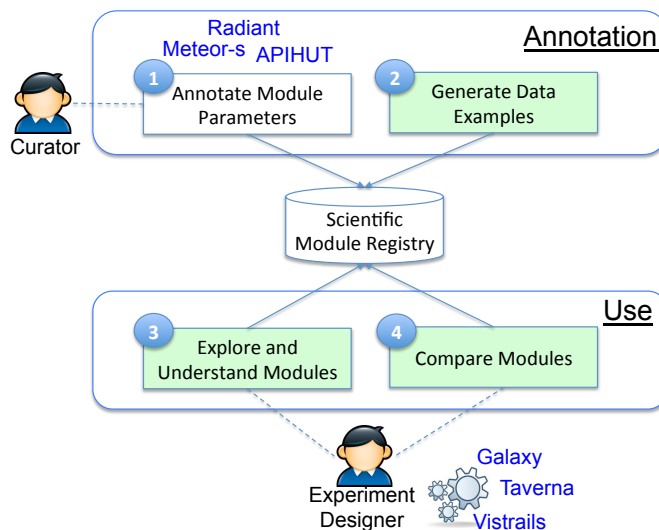 Radiant
Meteor-s APIHUT
Annotation
1
Annotate Module
Parameters
2
Generate Data
Examples
Curator
Scientific
Module Registry
Use
3
Explore and
Understand Modules
4
Compare Modules
Experiment
Designer
Galaxy
Taverna
Vistrails